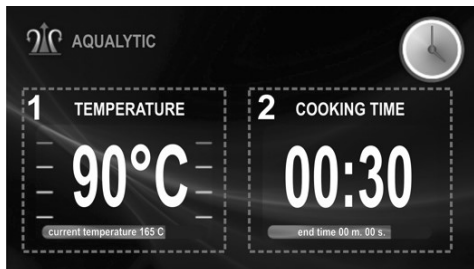 AQUALYTIC
1 TEMPERATURE
90°C
current temperature 165 C
2 COOKING TIME
00:30
end time 00 m. 00 s.